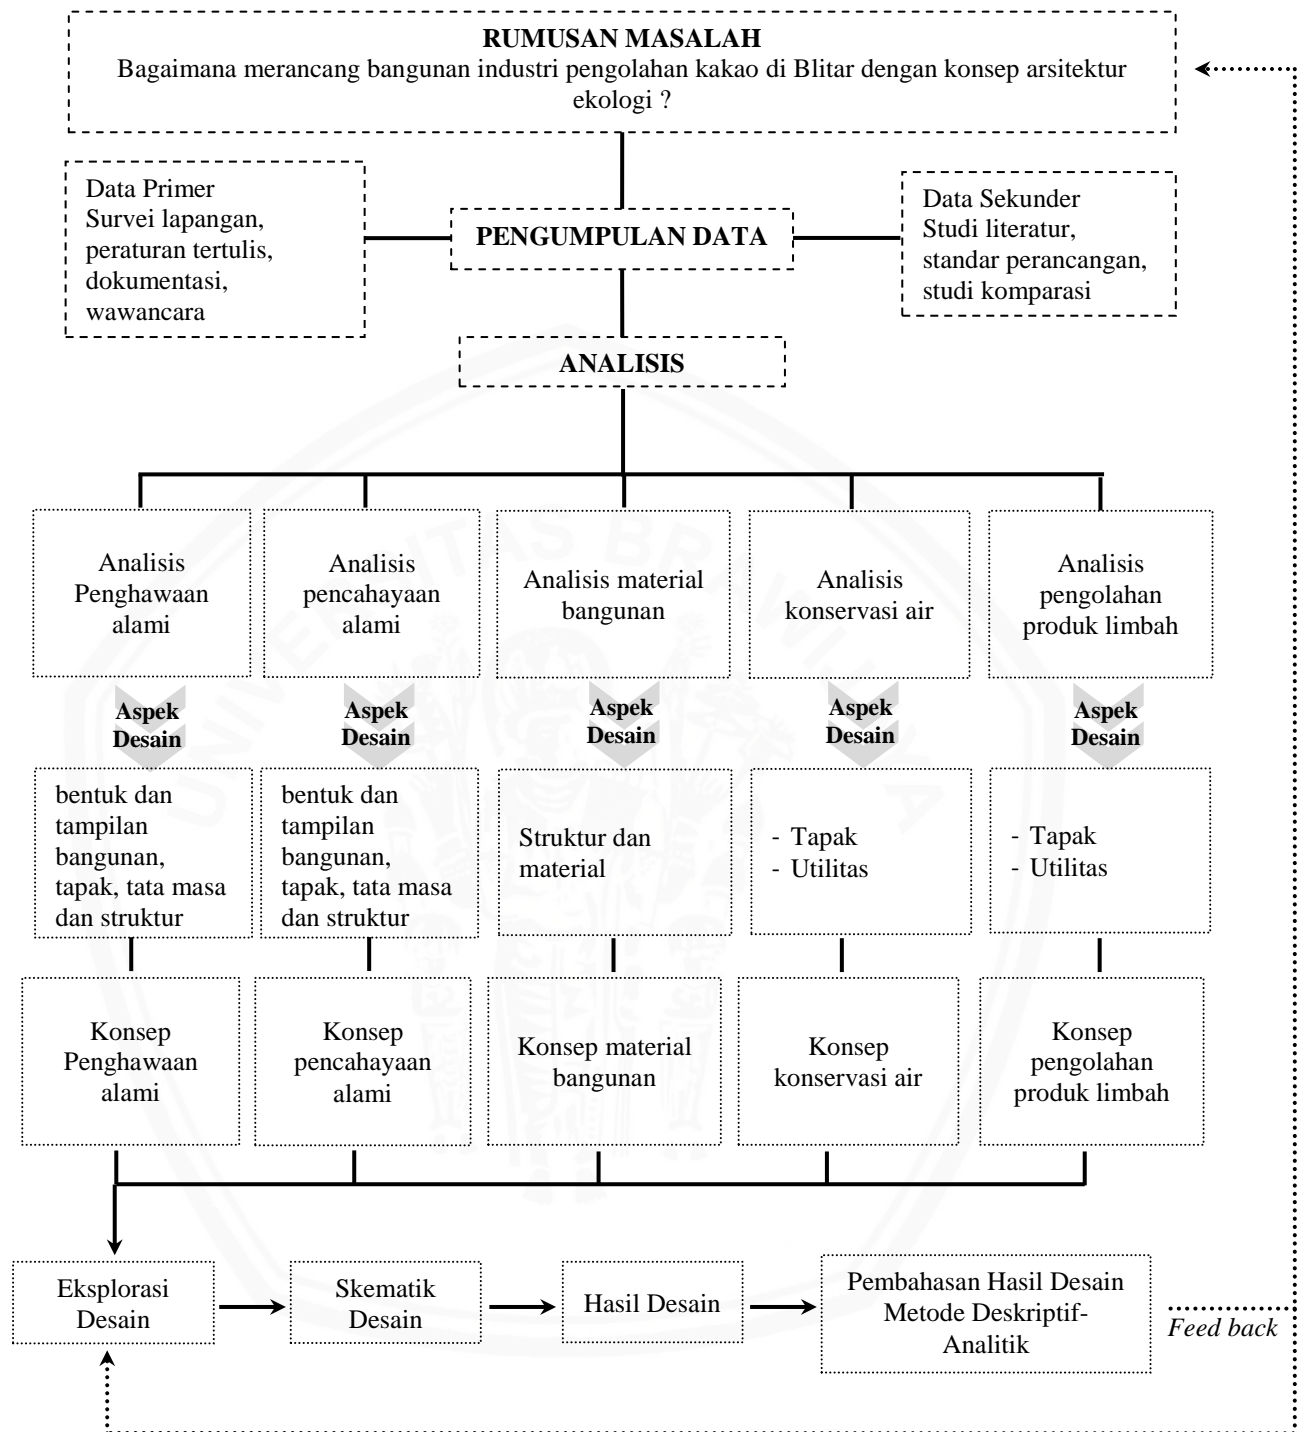 RUMUSAN MASALAH
Bagaimana merancang bangunan industri pengolahan kakao di Blitar dengan konsep arsitektur
ekologi ?
Data Primer
Survei lapangan,
peraturan tertulis,
dokumentasi,
wawancara
PENGUMPULAN DATA
Data Sekunder
Studi literatur,
standar perancangan,
studi komparasi
ANALISIS
Analisis
Penghawaan
alami
Analisis
pencahayaan
alami
Analisis material
bangunan
Analisis
konservasi air
Analisis
pengolahan
produk limbah
Aspek
Desain
Aspek
Desain
Aspek
Desain
Aspek
Desain
Aspek
Desain
bentuk dan
tampilan
bangunan,
tapak, tata masa
dan struktur
bentuk dan
tampilan
bangunan,
tapak, tata masa
dan struktur
Struktur dan
material
- Tapak
- Utilitas
- Tapak
- Utilitas
Konsep
Penghawaan
alami
Konsep
pencahayaan
alami
Konsep material
bangunan
Konsep
konservasi air
Konsep
pengolahan
produk limbah
Eksplorasi
Desain
Skematik
Desain
Hasil Desain
Pembahasan Hasil Desain
Metode Deskriptif-
Analitik
Feed back
UNIVERSITAS BRAWIJAYA